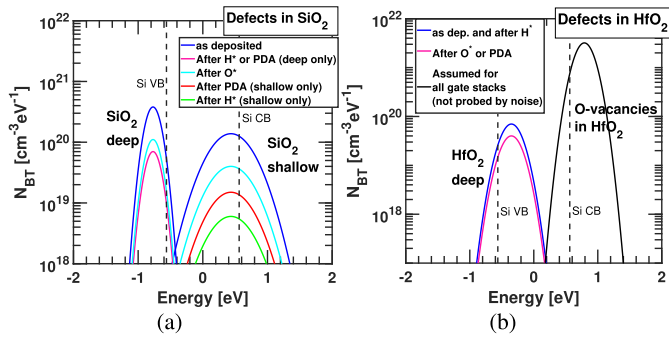 Defects in SiO2
as deposited
After H* or PDA (deep only)
After O*
After PDA (shallow only)
After H* (shallow only)
Si VB
Si CB
SiO2
deep
SiO2
shallow
NBT [cm-3eV-1]
10^22
10^21
10^20
10^19
10^18
-2
-1
0
1
2
Energy [eV]
(a)
Defects in HfO2
as dep. and after H*
After O* or PDA
Assumed for
all gate stacks
(not probed by noise)
O-vacancies
in HfO2
HfO2
deep
Si VB
Si CB
NBT [cm-3eV-1]
10^22
10^20
10^18
-2
-1
0
1
2
Energy [eV]
(b)